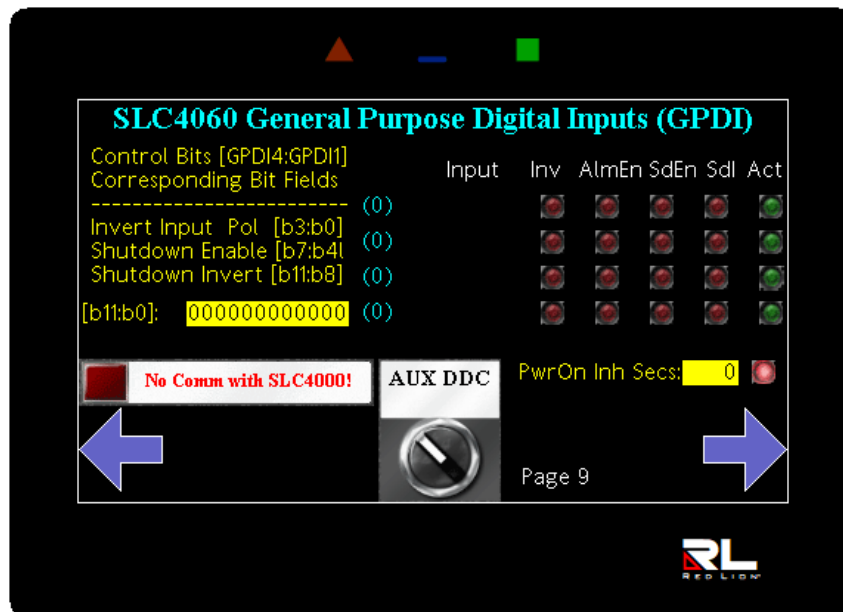 SLC4060 General Purpose Digital Inputs (GPDI)
Control Bits [GPDI4:GPDI1]
Corresponding Bit Fields
Input Inv AlmEn SdEn SdI Act
------------------------- (0)
Invert Input Pol [b3:b0]
Shutdown Enable [b7:b4] (0)
Shutdown Invert [b11:b8] (0)
[b11:b0]: 000000000000 (0)
No Comm with SLC4000!
AUX DDC
PwrOn Inh Secs: 0
Page 9
RL
RED LION